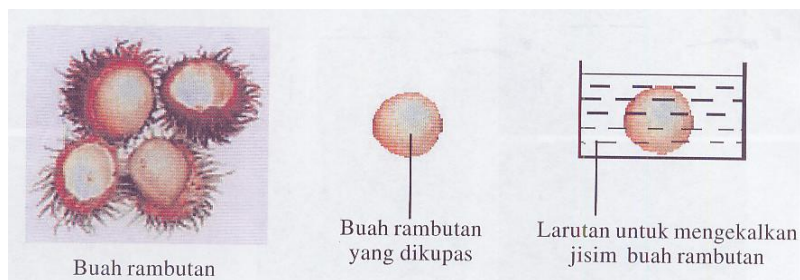 Buah rambutan
Buah rambutan
yang dikupas
Larutan untuk mengekalkan
jisim buah rambutan